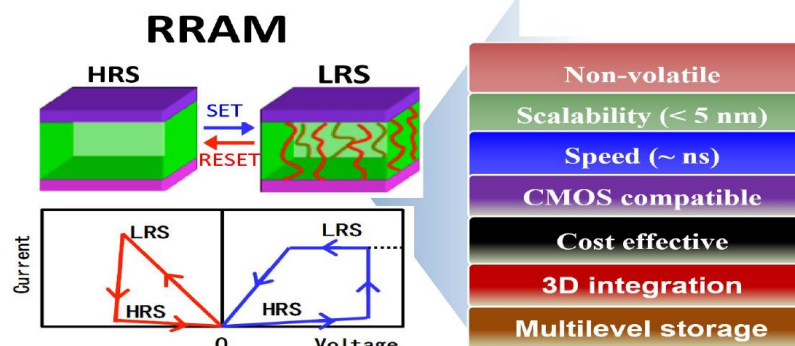 RRAM
HRS
LRS
SET
RESET
Current
LRS
HRS
LRS
HRS
0
Voltage
Non-volatile
Scalability (< 5 nm)
Speed (~ ns)
CMOS compatible
Cost effective
3D integration
Multilevel storage